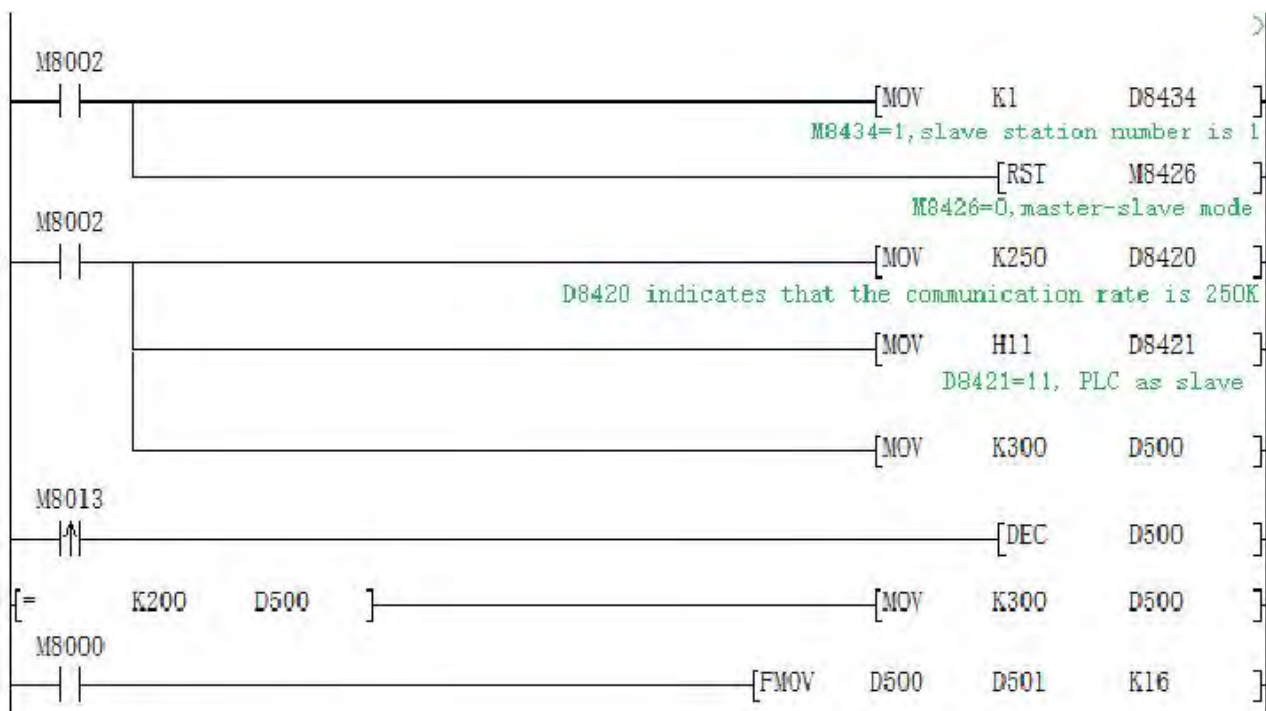 M8002
[MOV K1 D8434 ]
M8434=1,slave station number is 1
[RST M8426 ]
M8426=0,master-slave mode
M8002
[MOV K250 D8420 ]
D8420 indicates that the communication rate is 250K
[MOV H11 D8421 ]
D8421=11, PLC as slave
[MOV K300 D500 ]
M8013
[DEC D500 ]
[= K200 D500 ] [MOV K300 D500 ]
M8000
[FMOV D500 D501 K16 ]